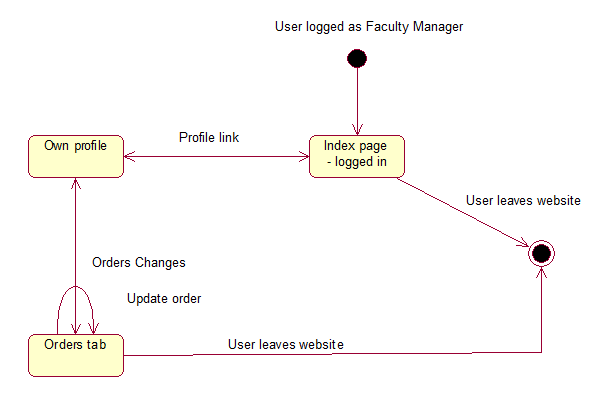 User logged as Faculty Manager
Profile link
Own profile
Index page
- logged in
User leaves website
Orders Changes
Update order
Orders tab
User leaves website